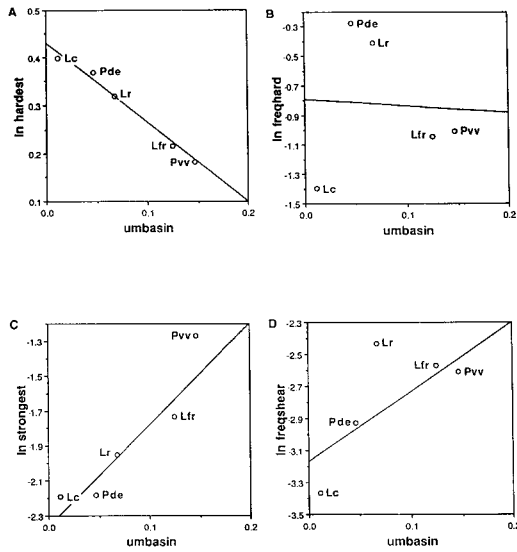 A
ln hardest
0.5
0.4
0.3
0.2
0.1
Lc
Pde
Lr
Lfr
Pvv
0.0 0.1 0.2
umbasin
B
ln freqhard
-0.3
-0.5
-0.7
-0.9
-1.1
-1.3
-1.5
Pde
Lr
Lfr
Pvv
Lc
0.0 0.1 0.2
umbasin
C
ln strongest
-1.3
-1.5
-1.7
-1.9
-2.1
-2.3
Pvv
Lfr
Lr
Lc
Pde
0.0 0.1 0.2
umbasin
D
ln freqshear
-2.3
-2.5
-2.7
-2.9
-3.1
-3.3
-3.5
Lr
Lfr
Pvv
Pde
Lc
0.0 0.1 0.2
umbasin